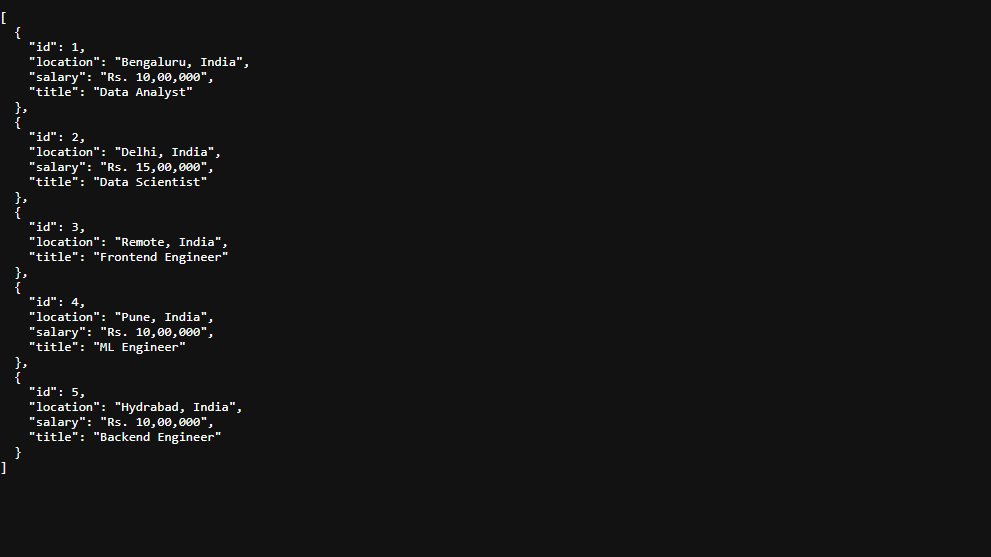 [
  {
    "id": 1,
    "location": "Bengaluru, India",
    "salary": "Rs. 10,00,000",
    "title": "Data Analyst"
  },
  {
    "id": 2,
    "location": "Delhi, India",
    "salary": "Rs. 15,00,000",
    "title": "Data Scientist"
  },
  {
    "id": 3,
    "location": "Remote, India",
    "title": "Frontend Engineer"
  },
  {
    "id": 4,
    "location": "Pune, India",
    "salary": "Rs. 10,00,000",
    "title": "ML Engineer"
  },
  {
    "id": 5,
    "location": "Hydrabad, India",
    "salary": "Rs. 10,00,000",
    "title": "Backend Engineer"
  }
]